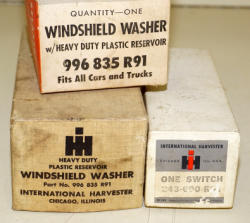 QUANTITY—ONE
WINDSHIELD WASHER
w/HEAVY DUTY PLASTIC RESERVOIR
996 835 R91
Fits All Cars and Trucks
HEAVY DUTY
PLASTIC RESERVOIR
WINDSHIELD WASHER
Part No. 996 835 R91
INTERNATIONAL HARVESTER
CHICAGO, ILLINOIS
INTERNATIONAL HARVESTER
CHICAGO
ONE SWITCH